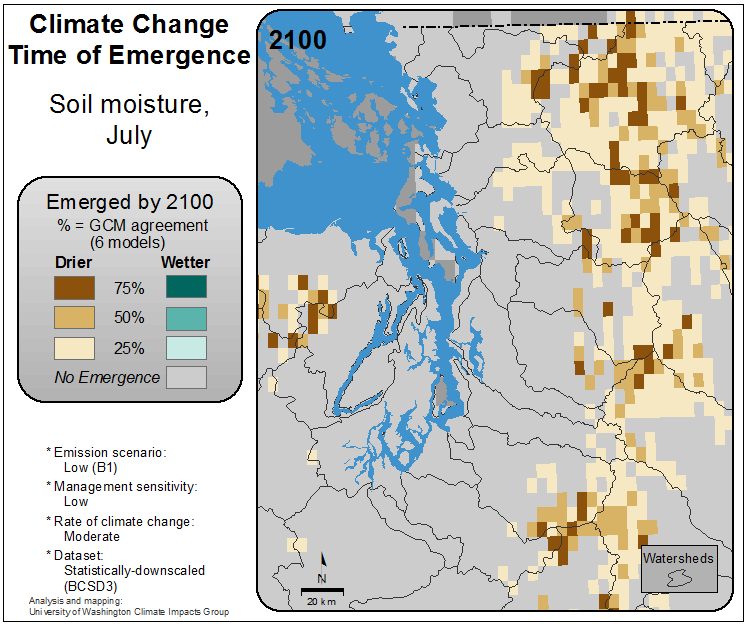 Climate Change
Time of Emergence
Soil moisture,
July
Emerged by 2100
% = GCM agreement
(6 models)
Drier Wetter
75%
50%
25%
No Emergence
* Emission scenario:
Low (B1)
* Management sensitivity:
Low
* Rate of climate change:
Moderate
* Dataset:
Statistically-downscaled
(BCSD3)
Analysis and mapping:
University of Washington Climate Impacts Group
2100
N
20 km
Watersheds